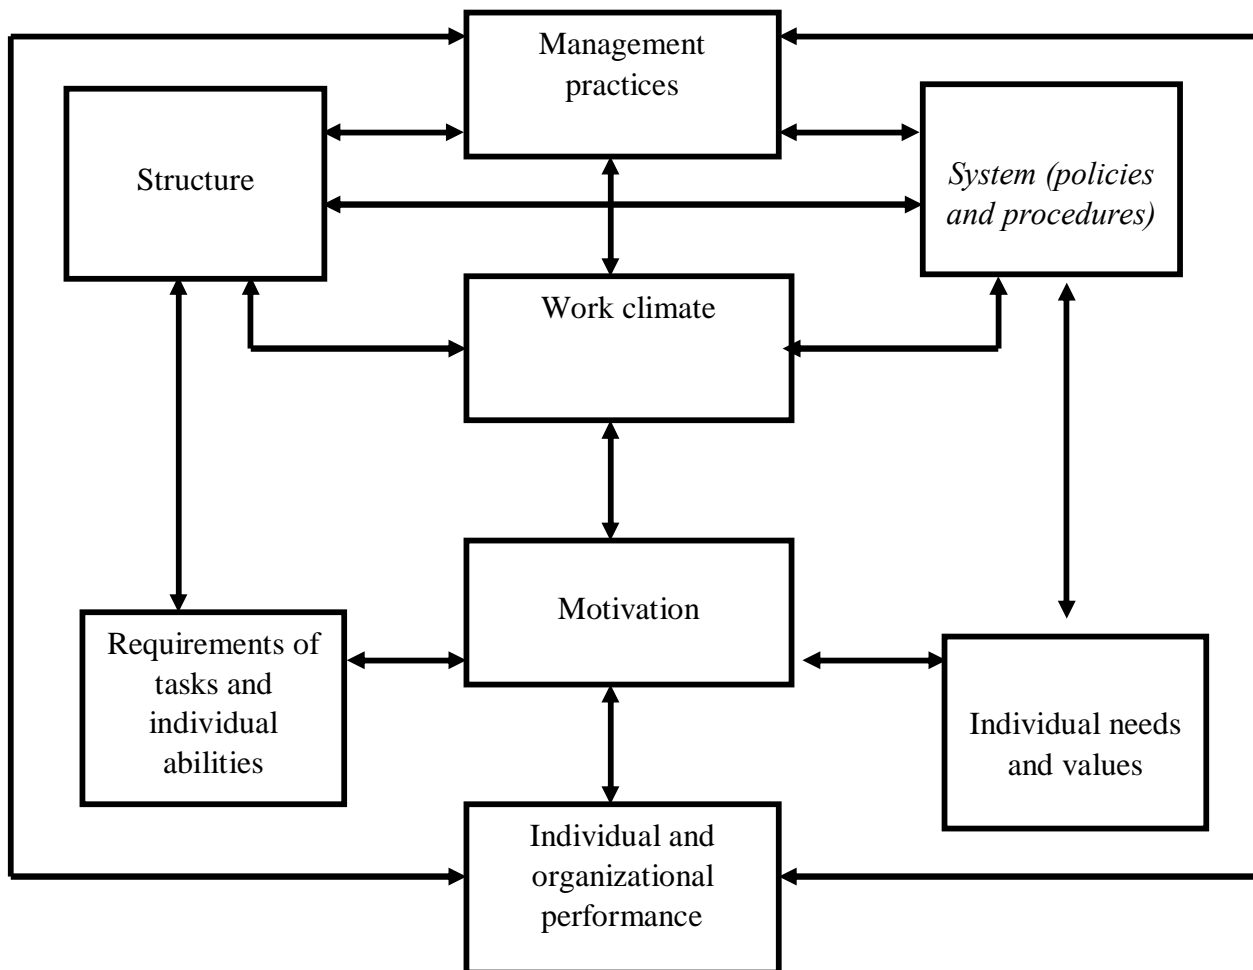 Management
practices
Structure
System (policies
and procedures)
Work climate
Motivation
Requirements of
tasks and
individual
abilities
Individual needs
and values
Individual and
organizational
performance